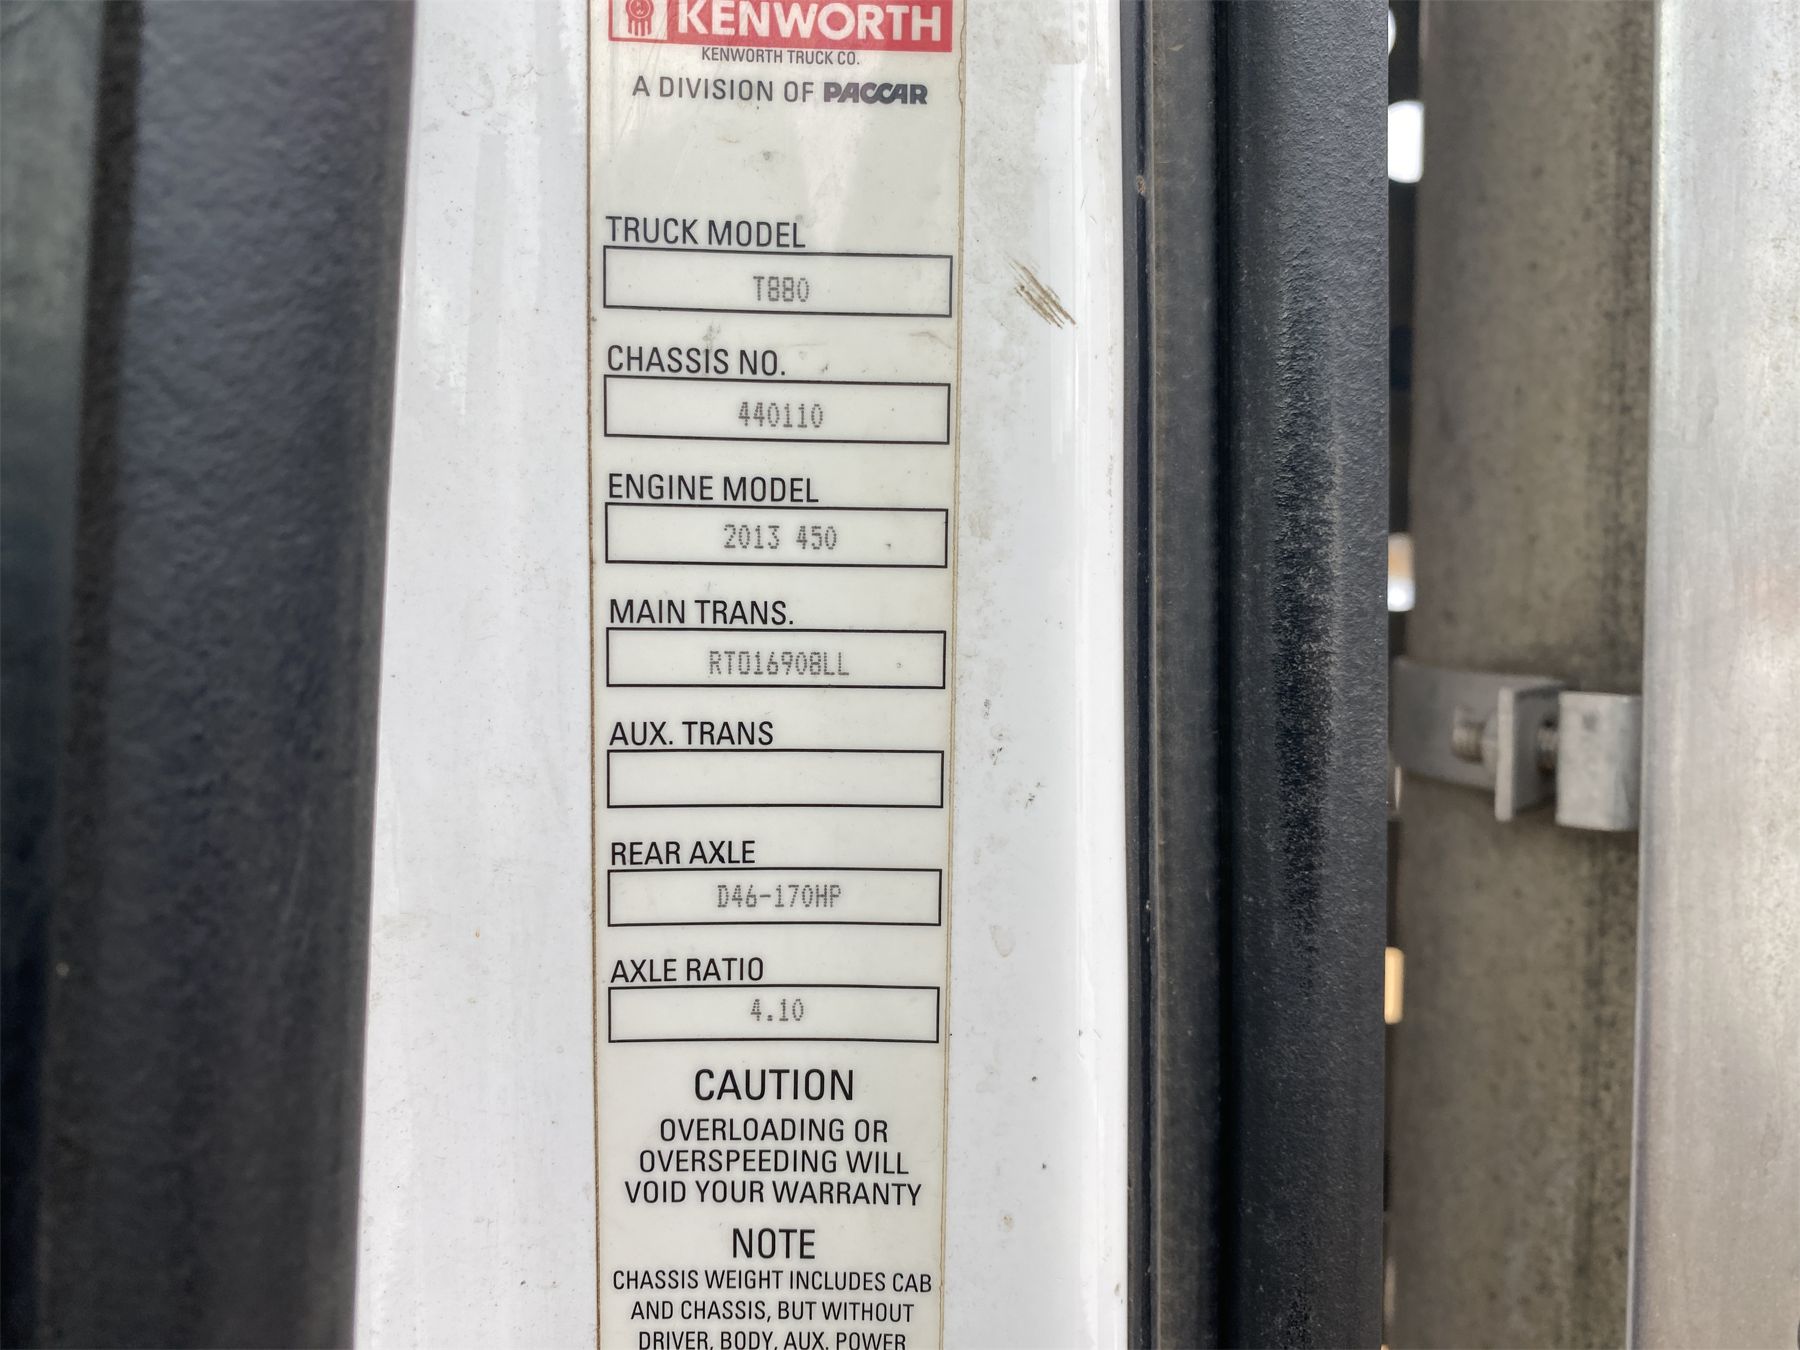 KENWORTH
KENWORTH TRUCK CO.
A DIVISION OF PACCAR
TRUCK MODEL
T880
CHASSIS NO.
440110
ENGINE MODEL
2013 450
MAIN TRANS.
RTO16908LL
AUX. TRANS
REAR AXLE
D46-170HP
AXLE RATIO
4.10
CAUTION
OVERLOADING OR
OVERSPEEDING WILL
VOID YOUR WARRANTY
NOTE
CHASSIS WEIGHT INCLUDES CAB
AND CHASSIS, BUT WITHOUT
DRIVER, BODY, AUX. POWER